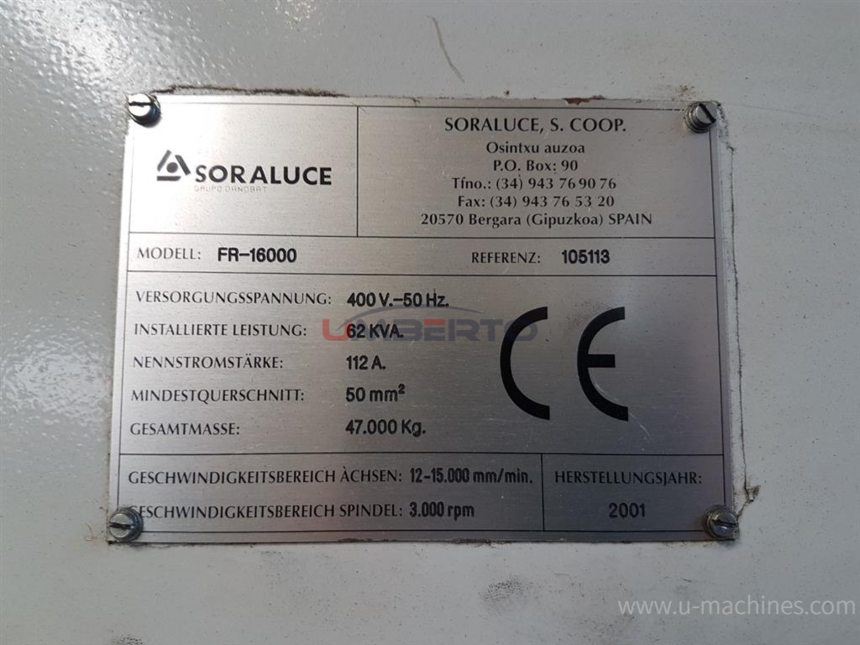 SORALUCE
GRUPO DANOBAT
SORALUCE, S. COOP.
Osintxu auzoa
P.O. Box: 90
Tfno.: (34) 943 76 90 76
Fax: (34) 943 76 53 20
20570 Bergara (Gipuzkoa) SPAIN
MODELL: FR-16000
REFERENZ: 105113
VERSORGUNGSSPANNUNG: 400 V.-50 Hz.
INSTALLIERTE LEISTUNG: 62 KVA.
NENNSTROMSTÄRKE: 112 A.
MINDESTQUERSCHNITT: 50 mm²
GESAMTMASSE: 47.000 Kg.
CE
UMBERTO
GESCHWINDIGKEITSBEREICH ÀCHSEN: 12-15.000 mm/min.
GESCHWINDIGKEITSBEREICH SPINDEL: 3.000 rpm
HERSTELLUNGSJAHR:
2001
www.u-machines.com